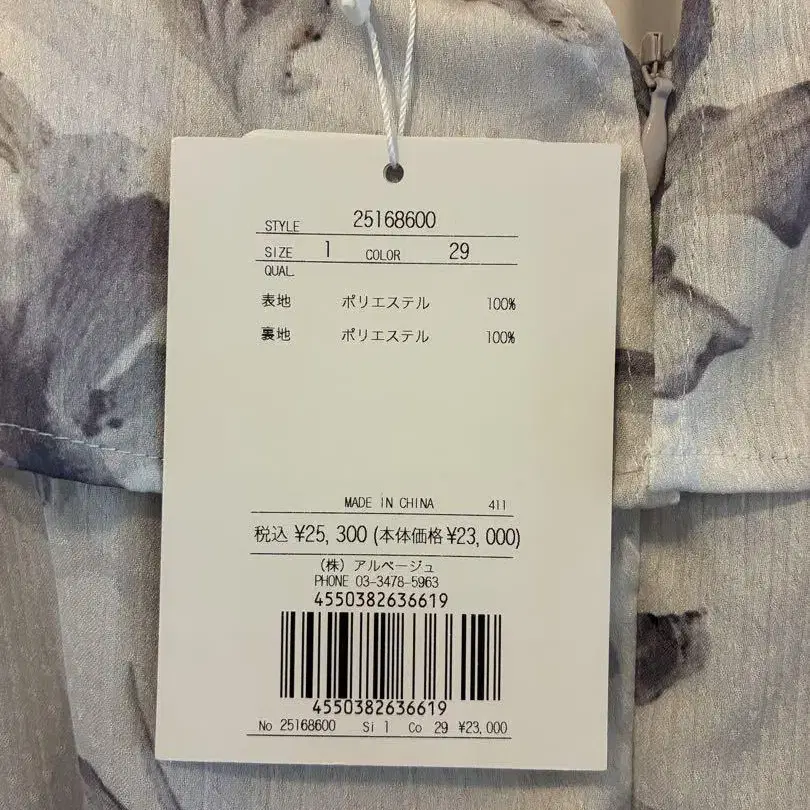 STYLE 25168600
SIZE 1 COLOR 29
QUAL
表地 ポリエステル 100%
裏地 ポリエステル 100%
MADE IN CHINA 411
税込 ¥25,300 (本体価格¥23,000)
(株) アルページュ
PHONE 03-3478-5963
4550382636619
4550382636619
No 25168600 Si 1 Co 29 ¥23,000